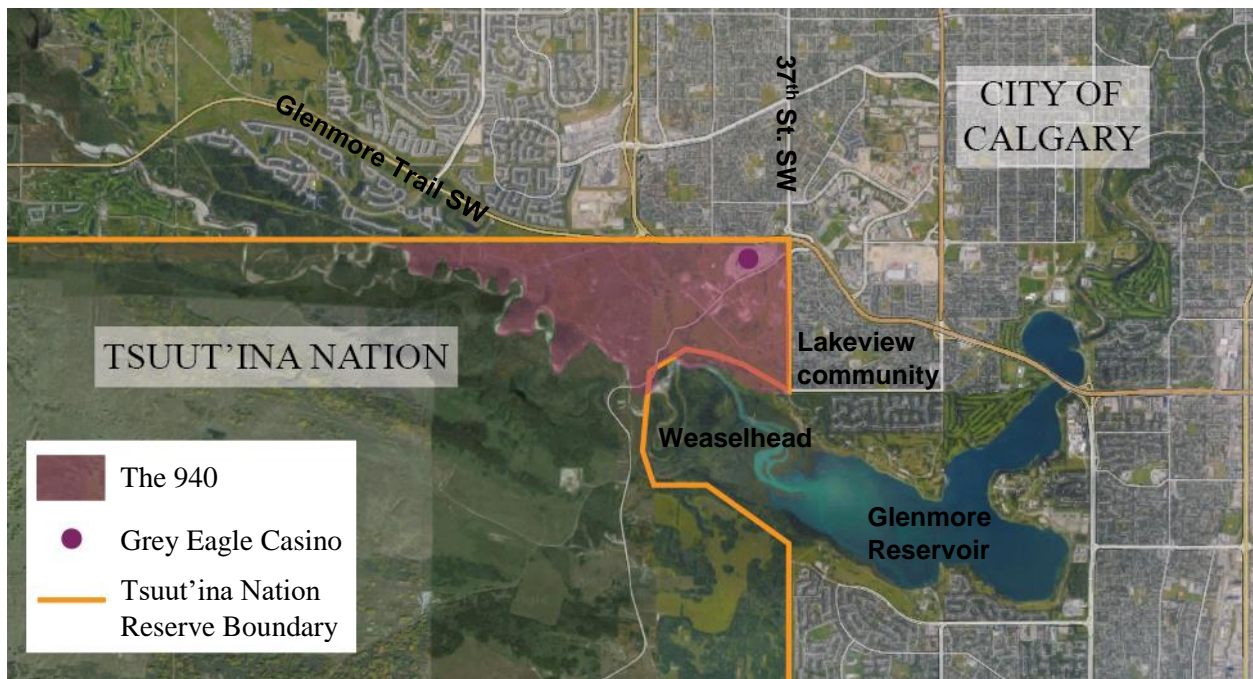 Glenmore Trail SW
37th St. SW
CITY OF
CALGARY
TSUUT'INA NATION
Lakeview
community
Weaselhead
Glenmore
Reservoir
The 940
Grey Eagle Casino
Tsuut'ina Nation
Reserve Boundary